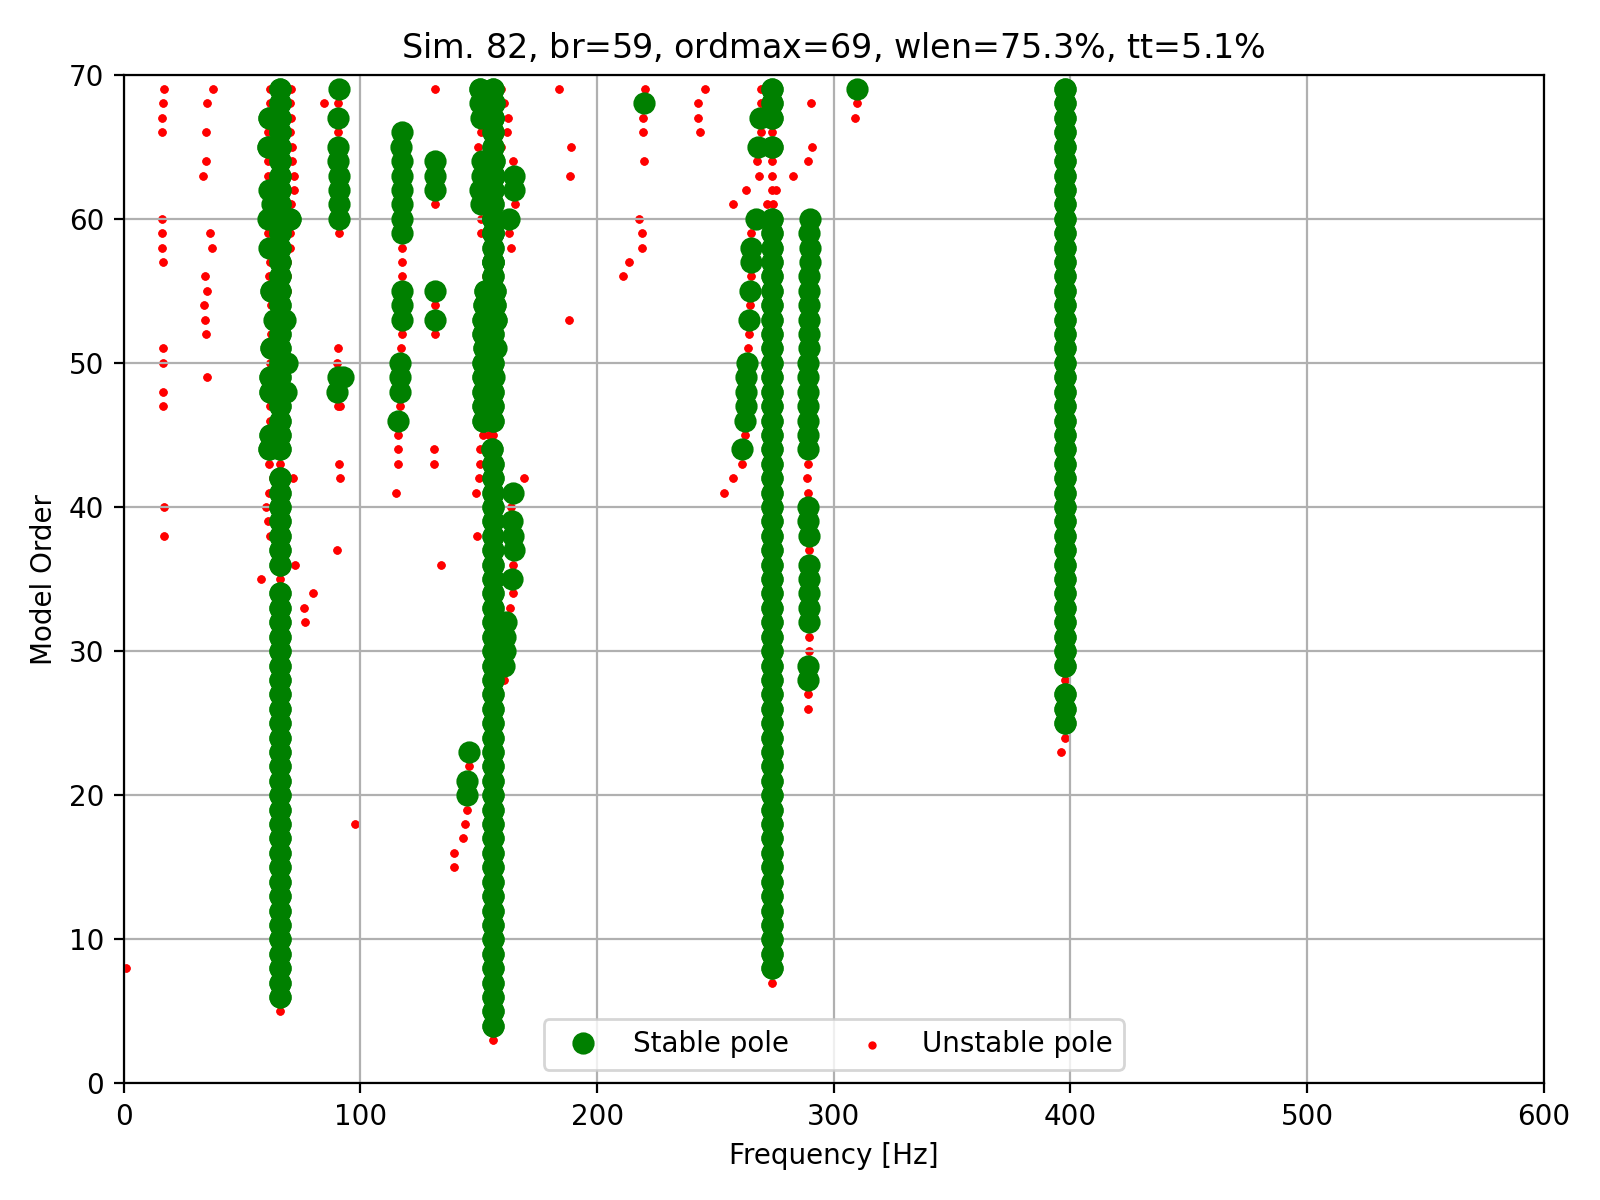 Sim. 82, br=59, ordmax=69, wlen=75.3%, tt=5.1%
70
60
50
40
30
20
10
0
Model Order
Stable pole Unstable pole
0 100 200 300 400 500 600
Frequency [Hz]